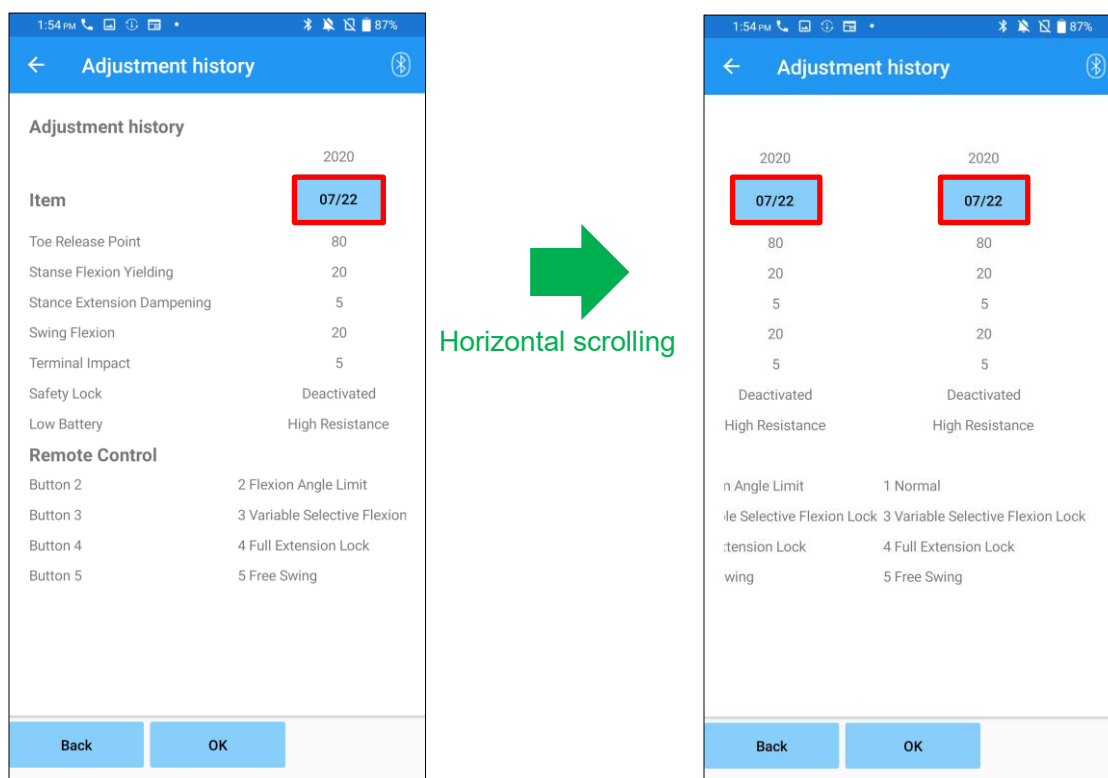 1:54 PM 87%
Adjustment history
Adjustment history
2020
Item 07/22
Toe Release Point 80
Stanse Flexion Yielding 20
Stance Extension Dampening 5
Swing Flexion 20
Terminal Impact 5
Safety Lock Deactivated
Low Battery High Resistance
Remote Control
Button 2 2 Flexion Angle Limit
Button 3 3 Variable Selective Flexion
Button 4 4 Full Extension Lock
Button 5 5 Free Swing
Back OK
Horizontal scrolling
1:54 PM 87%
Adjustment history
2020 2020
07/22 07/22
80 80
20 20
5 5
20 20
5 5
Deactivated Deactivated
High Resistance High Resistance
n Angle Limit 1 Normal
le Selective Flexion Lock 3 Variable Selective Flexion Lock
tension Lock 4 Full Extension Lock
wing 5 Free Swing
Back OK